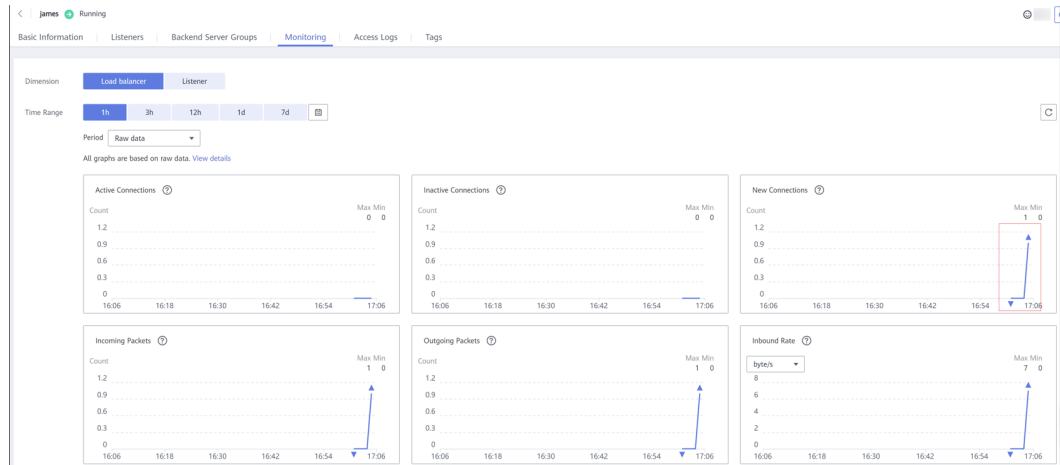 james Running
Basic Information Listeners Backend Server Groups Monitoring Access Logs Tags
Dimension Load balancer Listener
Time Range 1h 3h 12h 1d 7d
Period Raw data
All graphs are based on raw data. View details
Active Connections
Count
Max Min
0 0
1.2
0.9
0.6
0.3
0
16:06 16:18 16:30 16:42 16:54 17:06
Inactive Connections
Count
Max Min
0 0
1.2
0.9
0.6
0.3
0
16:06 16:18 16:30 16:42 16:54 17:06
New Connections
Count
Max Min
1 0
1.2
0.9
0.6
0.3
0
16:06 16:18 16:30 16:42 16:54 17:06
Incoming Packets
Count
Max Min
1 0
1.2
0.9
0.6
0.3
0
16:06 16:18 16:30 16:42 16:54 17:06
Outgoing Packets
Count
Max Min
1 0
1.2
0.9
0.6
0.3
0
16:06 16:18 16:30 16:42 16:54 17:06
Inbound Rate
byte/s
Max Min
7 0
8
6
4
2
0
16:06 16:18 16:30 16:42 16:54 17:06